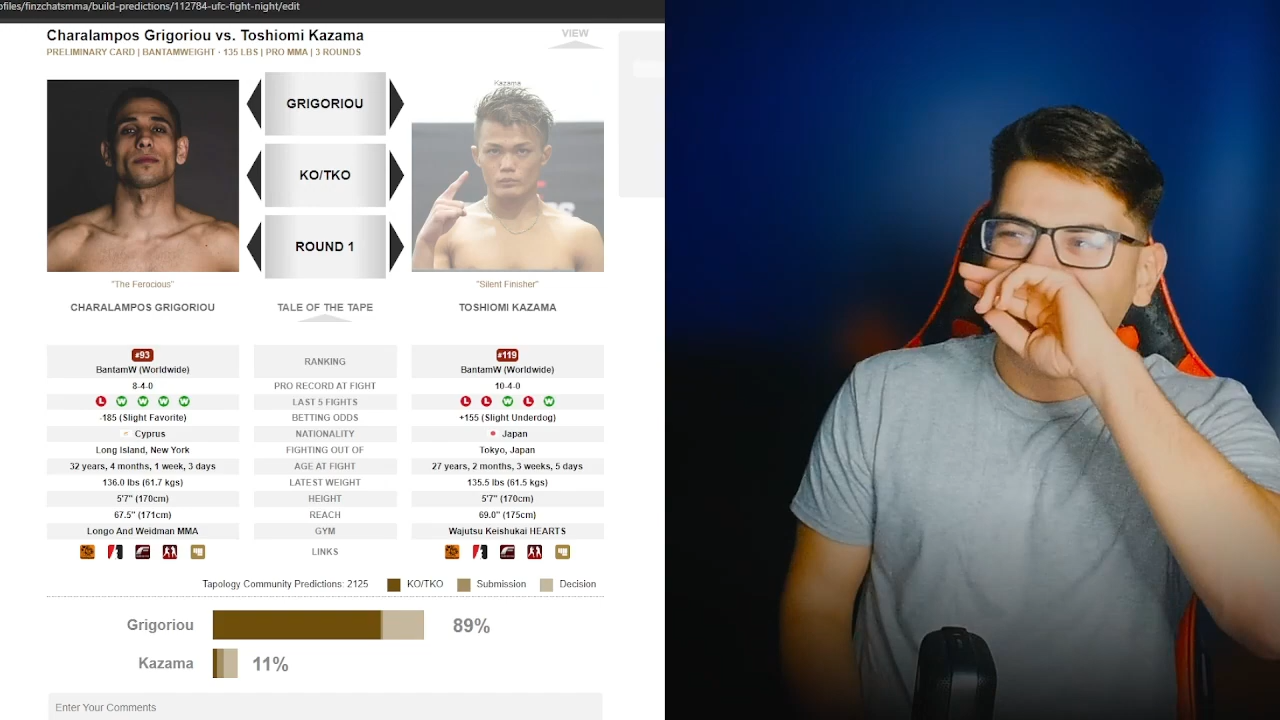 ofiles/finzchatsmma/build-predictions/112784-ufc-fight-night/edit
Charalampos Grigoriou vs. Toshiomi Kazama
VIEW
PRELIMINARY CARD | BANTAMWEIGHT · 135 LBS | PRO MMA | 3 ROUNDS
Kazama
GRIGORIOU
KO/TKO
ROUND 1
"The Ferocious"
"Silent Finisher"
CHARALAMPOS GRIGORIOU
TALE OF THE TAPE
TOSHIOMI KAZAMA
#93
BantamW (Worldwide)
RANKING
#119
BantamW (Worldwide)
8-4-0
PRO RECORD AT FIGHT
10-4-0
L W W W W
LAST 5 FIGHTS
L L W L W
-185 (Slight Favorite)
BETTING ODDS
+155 (Slight Underdog)
Cyprus
NATIONALITY
Japan
Long Island, New York
FIGHTING OUT OF
Tokyo, Japan
32 years, 4 months, 1 week, 3 days
AGE AT FIGHT
27 years, 2 months, 3 weeks, 5 days
136.0 lbs (61.7 kgs)
LATEST WEIGHT
135.5 lbs (61.5 kgs)
5'7" (170cm)
HEIGHT
5'7" (170cm)
67.5" (171cm)
REACH
69.0" (175cm)
Longo And Weidman MMA
GYM
Wajutsu Keishukai HEARTS
LINKS
Tapology Community Predictions: 2125
KO/TKO
Submission
Decision
Grigoriou
89%
Kazama
11%
Enter Your Comments